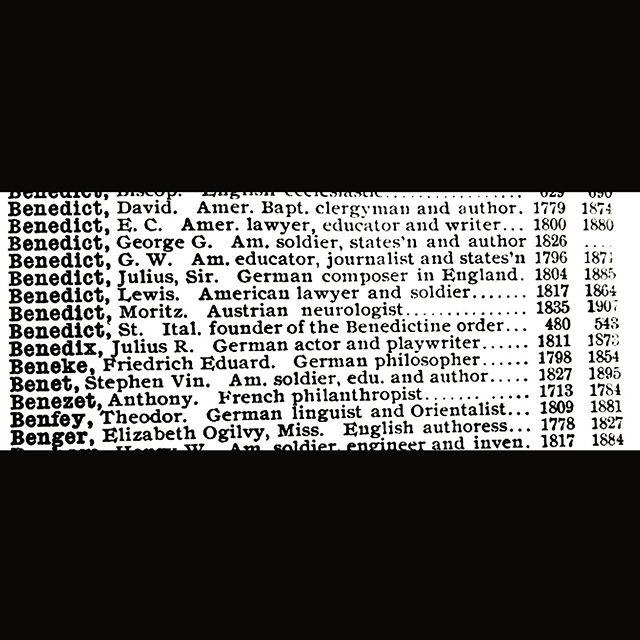 Benedict, Biscop. English ecclesiastic.................. 629 690
Benedict, David. Amer. Bapt. clergyman and author. 1779 1874
Benedict, E. C. Amer. lawyer, educator and writer... 1800 1880
Benedict, George G. Am. soldier, states'n and author 1826 ....
Benedict, G. W. Am. educator, journalist and states'n 1796 1871
Benedict, Julius, Sir. German composer in England. 1804 1885
Benedict, Lewis. American lawyer and soldier....... 1817 1864
Benedict, Moritz. Austrian neurologist............... 1835 1907
Benedict, St. Ital. founder of the Benedictine order... 480 543
Benedix, Julius R. German actor and playwriter...... 1811 1873
Beneke, Friedrich Eduard. German philosopher...... 1798 1854
Benet, Stephen Vin. Am. soldier, edu. and author..... 1827 1895
Benezet, Anthony. French philanthropist....... ..... 1713 1784
Benfey, Theodor. German linguist and Orientalist... 1809 1881
Benger, Elizabeth Ogilvy, Miss. English authoress... 1778 1827
Henry W. Am. soldier, engineer and inven. 1817 1884